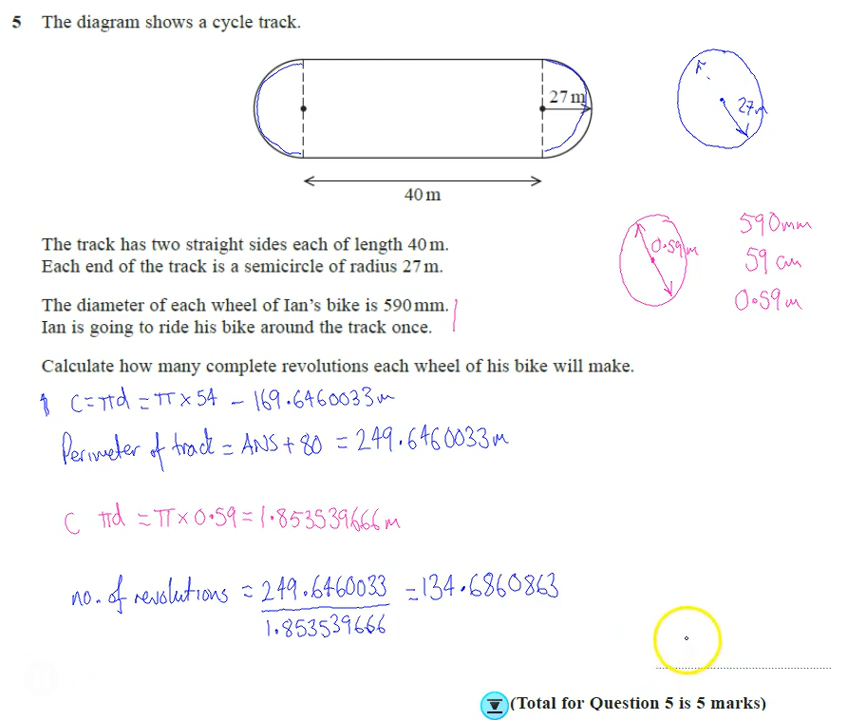 5 The diagram shows a cycle track.
27 m
27m
40 m
0.59m
590mm
59 cm
0.59m
The track has two straight sides each of length 40 m.
Each end of the track is a semicircle of radius 27 m.
The diameter of each wheel of Ian's bike is 590 mm.
Ian is going to ride his bike around the track once.
Calculate how many complete revolutions each wheel of his bike will make.
C=πd = π×54 – 169.6460033m
Perimeter of track = ANS + 80 = 249.6460033m
C πd = π×0.59 = 1.853539666m
no. of revolutions = 249.6460033 = 134.6860863
1.853539666
(Total for Question 5 is 5 marks)